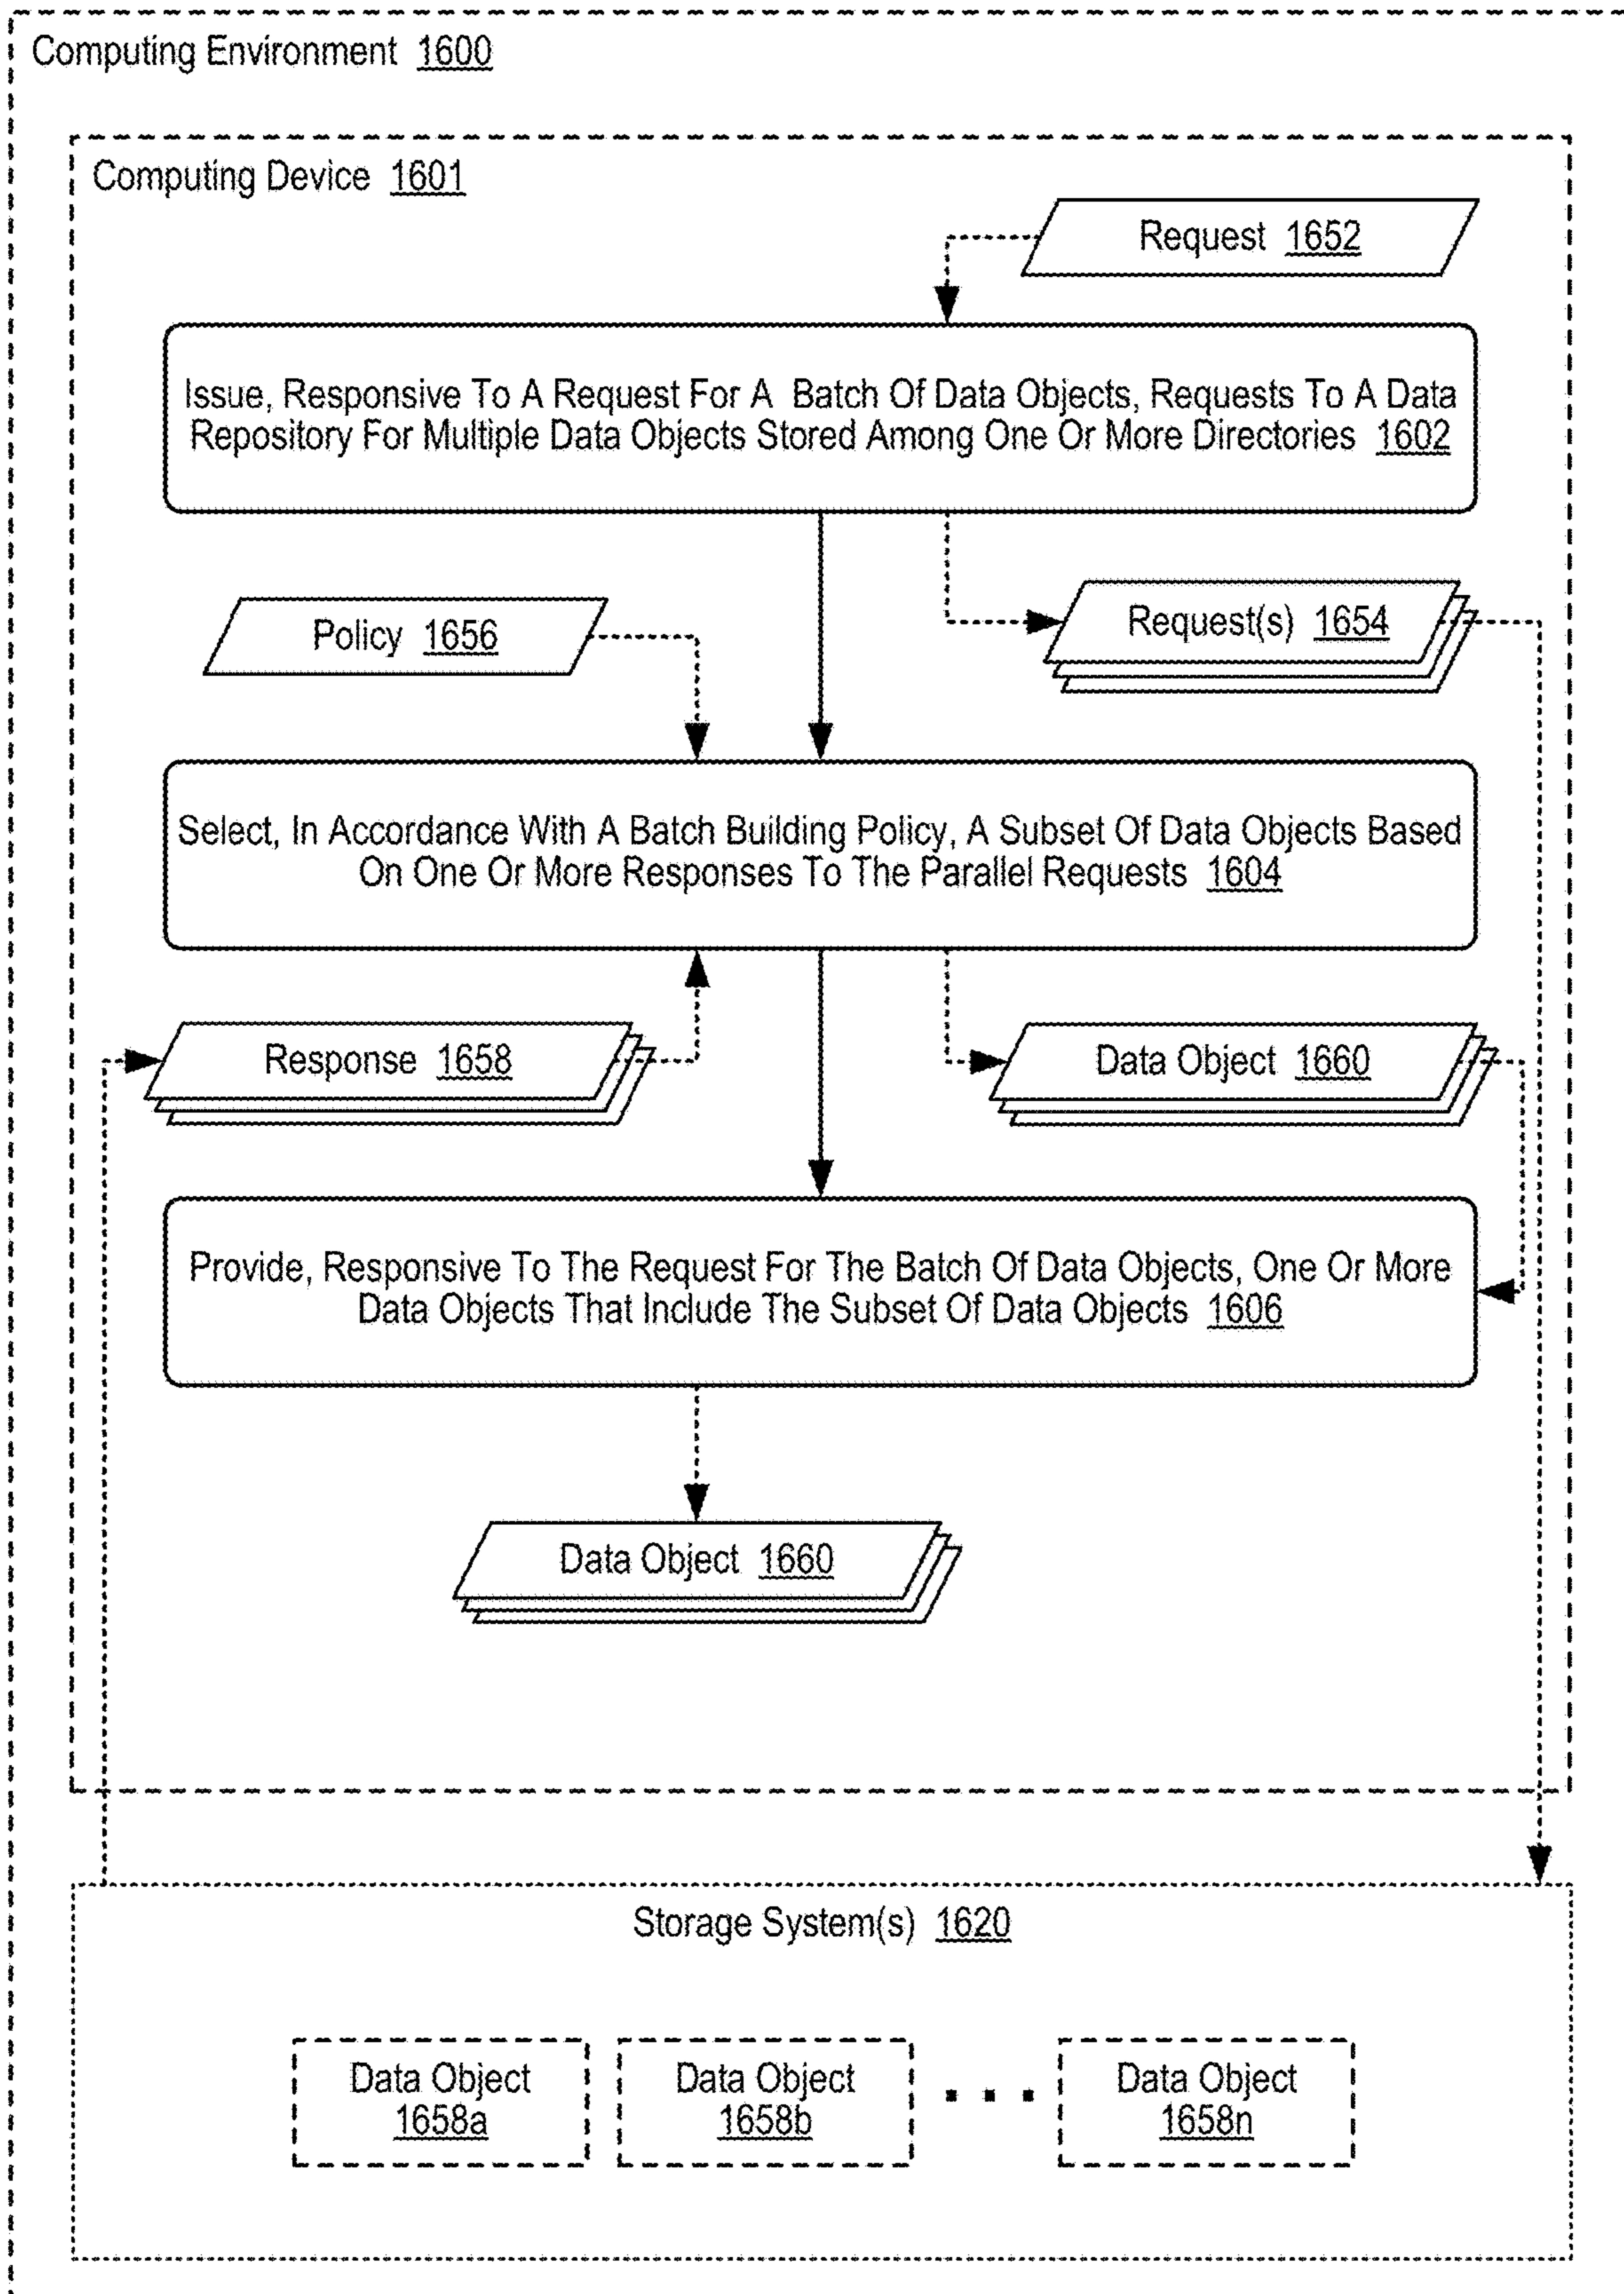 Computing Environment 1600
Computing Device 1601
Request 1652
Issue, Responsive To A Request For A Batch Of Data Objects, Requests To A Data
Repository For Multiple Data Objects Stored Among One Or More Directories 1602
Policy 1656
Request(s) 1654
Select, In Accordance With A Batch Building Policy, A Subset Of Data Objects Based
On One Or More Responses To The Parallel Requests 1604
Response 1658
Data Object 1660
Provide, Responsive To The Request For The Batch Of Data Objects, One Or More
Data Objects That Include The Subset Of Data Objects 1606
Data Object 1660
Storage System(s) 1620
Data Object
1658a
Data Object
1658b
Data Object
1658n